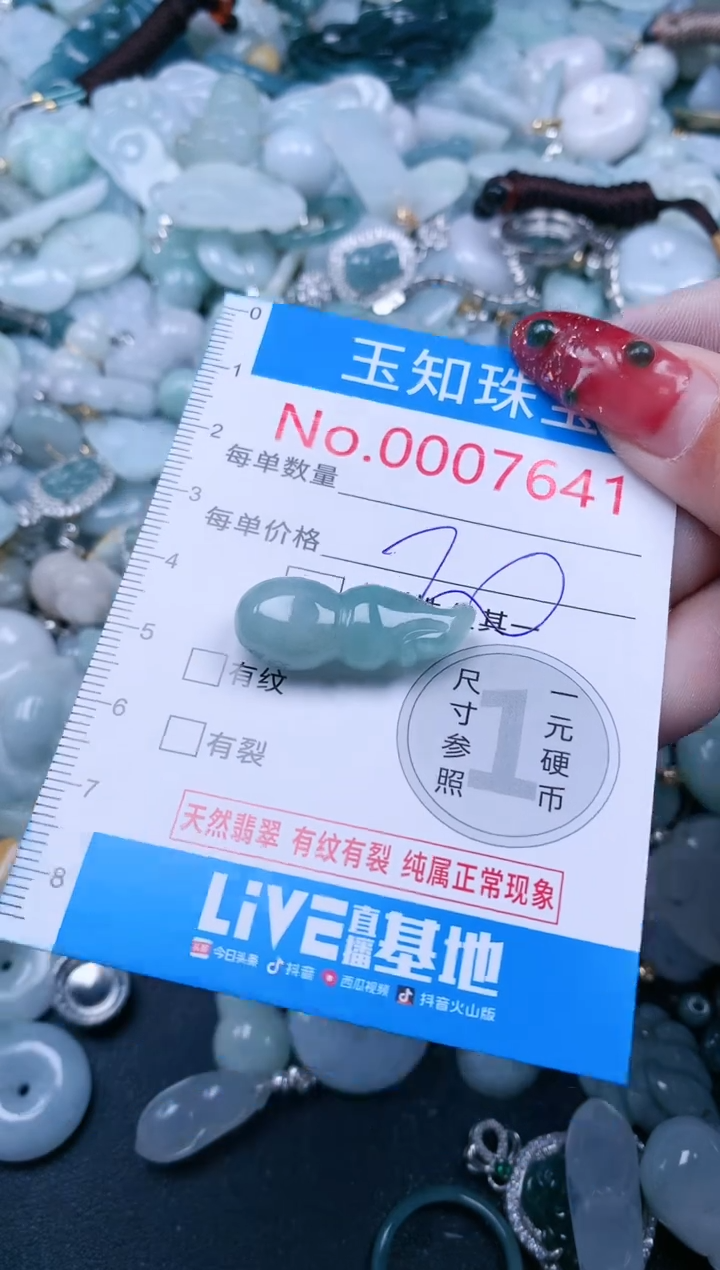 玉知珠宝
No.0007641
每单数量
每单价格
20
其一
有纹
有裂
尺寸参照
1
一元硬币
天然翡翠 有纹有裂 纯属正常现象
LIVE直播基地
头条 今日头条 抖音 西瓜视频 抖音火山版
0
1
2
3
4
5
6
7
8